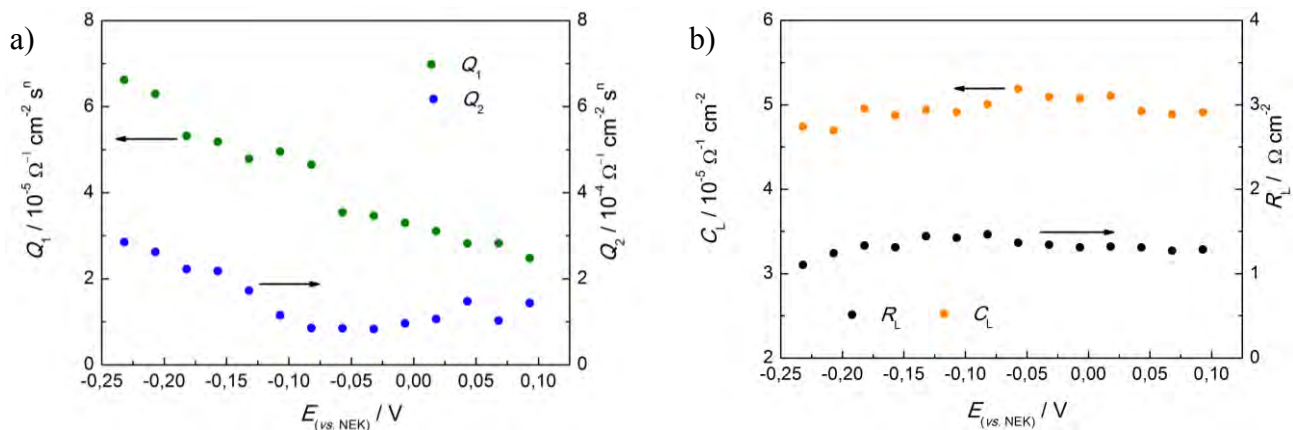 a)
8
6
4
2
0
Q₁ / 10⁻⁵ Ω⁻¹ cm⁻² sⁿ
Q₁
Q₂
8
6
4
2
0
Q₂ / 10⁻⁴ Ω⁻¹ cm⁻² sⁿ
-0,25 -0,20 -0,15 -0,10 -0,05 0,00 0,05 0,10
E(vs. NEK) / V
b)
6
5
4
3
2
C_L / 10⁻⁵ Ω⁻¹ cm⁻²
R_L C_L
4
3
2
1
0
R_L / Ω cm⁻²
-0,25 -0,20 -0,15 -0,10 -0,05 0,00 0,05 0,10
E(vs. NEK) / V